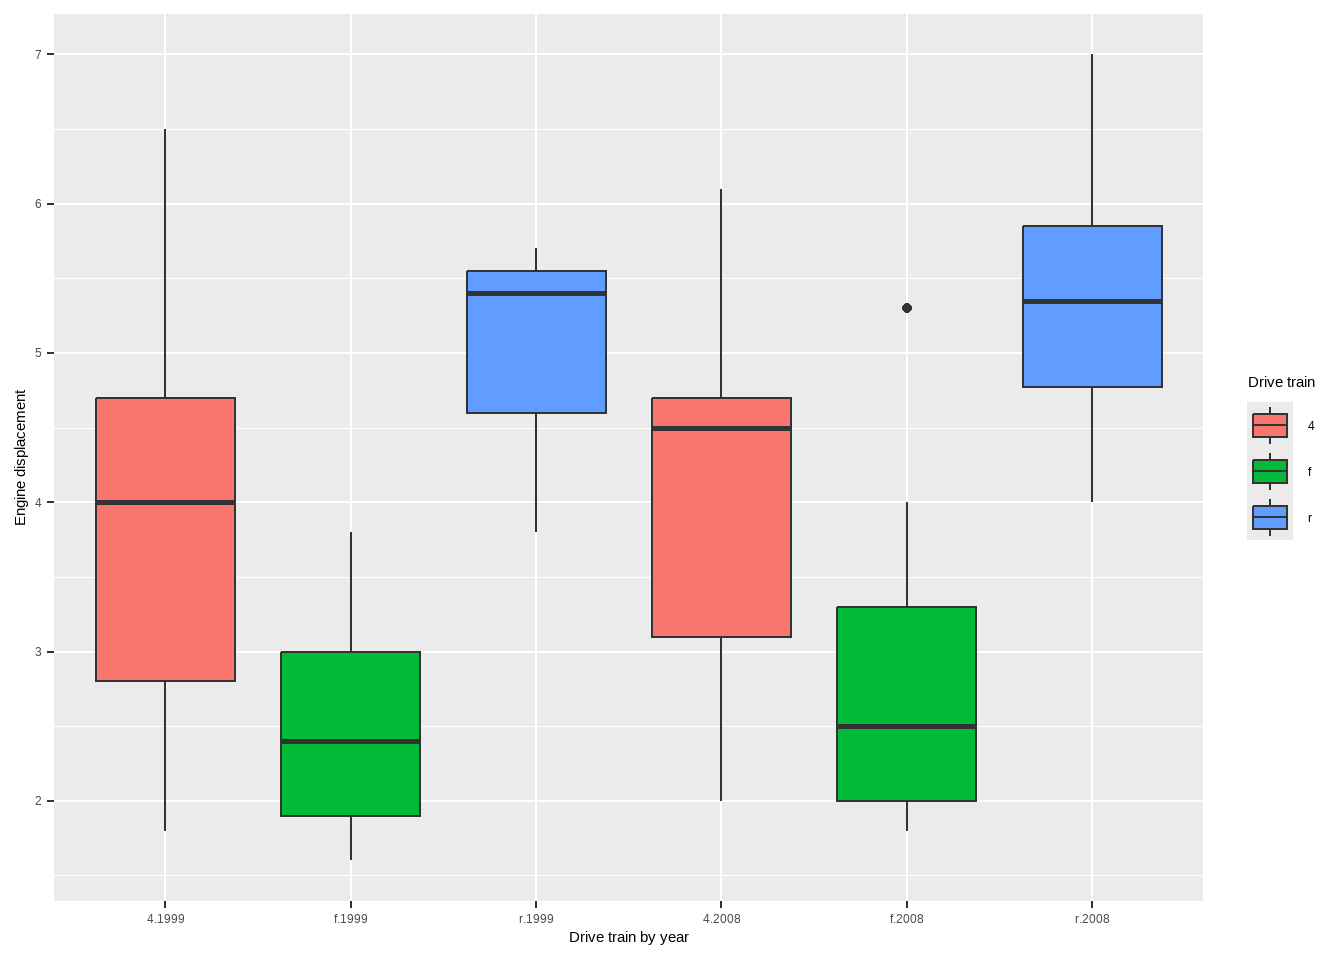 7
6
5
4
3
2
Engine displacement
4.1999
f.1999
r.1999
4.2008
f.2008
r.2008
Drive train by year
Drive train
4
f
r